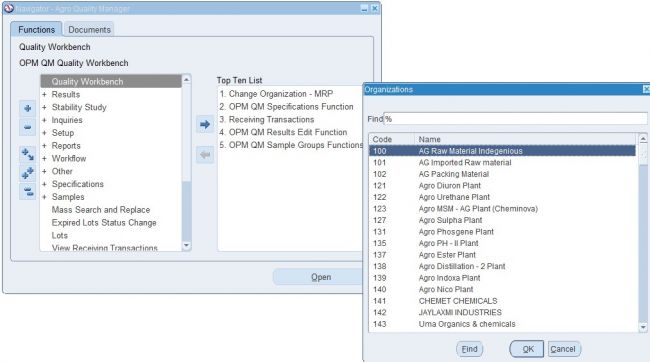 Navigator - Agro Quality Manager
Functions
Documents
Quality Workbench
OPM QM Quality Workbench
Quality Workbench
+ Results
+ Stability Study
+ Inquiries
+ Setup
+ Reports
+ Workflow
+ Other
+ Specifications
+ Samples
Mass Search and Replace
Expired Lots Status Change
Lots
View Receiving Transactions
Top Ten List
1. Change Organization - MRP
2. OPM QM Specifications Function
3. Receiving Transactions
4. OPM QM Results Edit Function
5. OPM QM Sample Groups Functions
Open
Organizations
Find %
Code Name
100 AG Raw Material Indegenious
101 AG Imported Raw material
102 AG Packing Material
121 Agro Diuron Plant
122 Agro Urethane Plant
123 Agro MSM - AG Plant (Cheminova)
127 Agro Sulpha Plant
131 Agro Phosgene Plant
135 Agro PH - II Plant
137 Agro Ester Plant
138 Agro Distillation - 2 Plant
139 Agro Indoxa Plant
140 Agro Nico Plant
141 CHEMET CHEMICALS
142 JAYLAXMI INDUSTRIES
143 Uma Organics & chemicals
Find OK Cancel